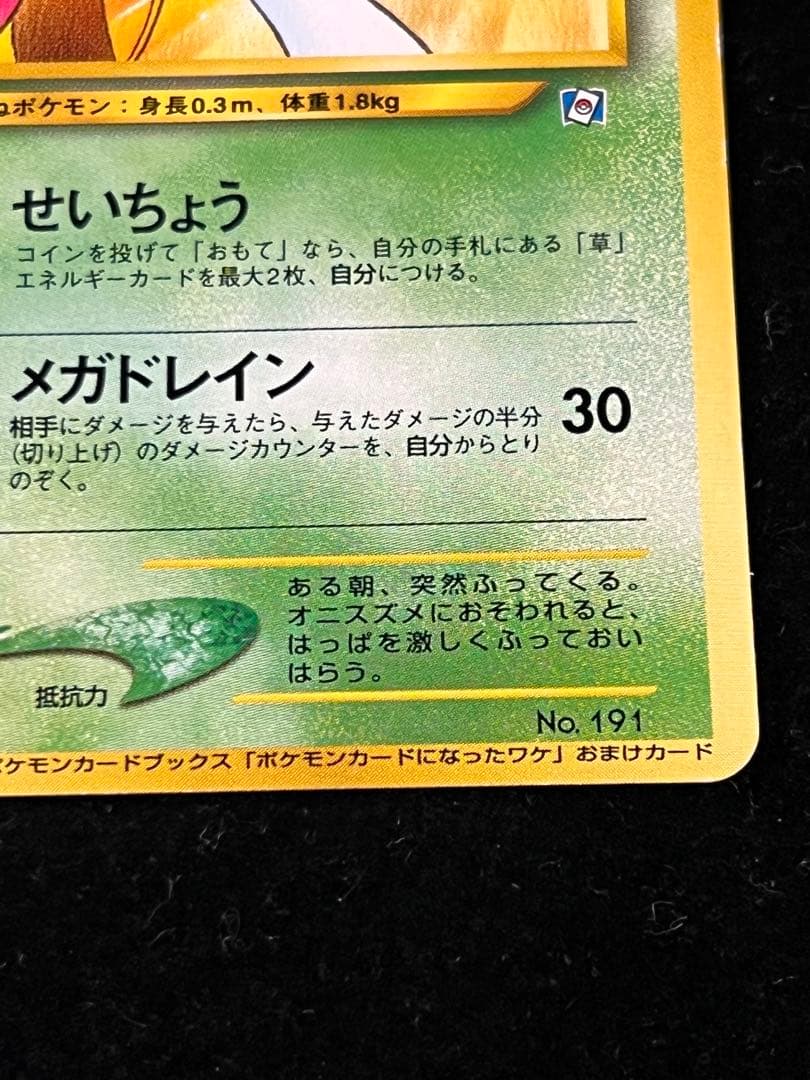 ねポケモン：身長0.3m、体重1.8kg
せいちょう
コインを投げて「おもて」なら、自分の手札にある「草」
エネルギーカードを最大2枚、自分につける。
メガドレイン 30
相手にダメージを与えたら、与えたダメージの半分
（切り上げ）のダメージカウンターを、自分からとり
のぞく。
ある朝、突然ふってくる。
オニスズメにおそわれると、
はっぱを激しくふっておい
はらう。
抵抗力
No. 191
ポケモンカードブックス「ポケモンカードになったワケ」おまけカード